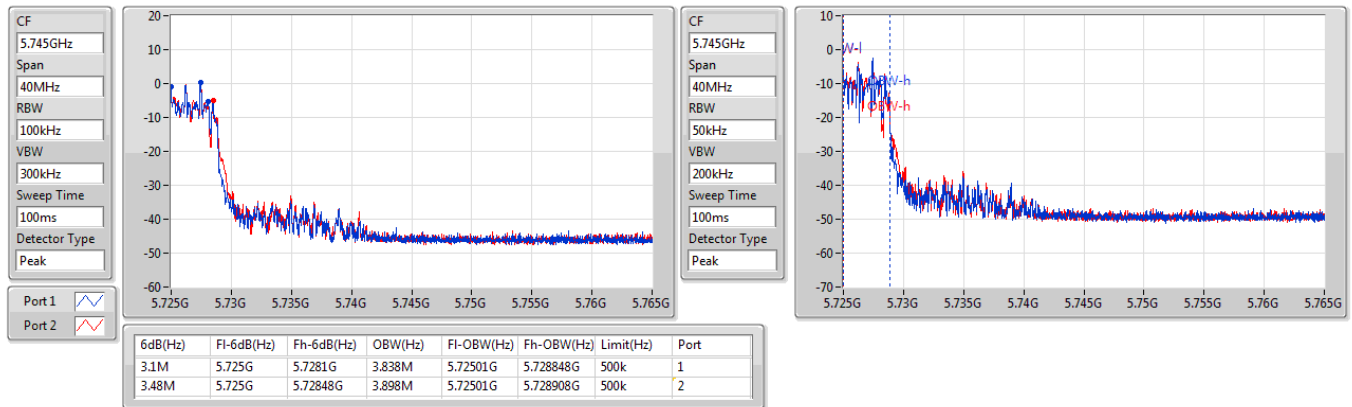 CF
5.745GHz
Span
40MHz
RBW
100kHz
VBW
300kHz
Sweep Time
100ms
Detector Type
Peak
Port 1
Port 2
20
10
0
-10
-20
-30
-40
-50
-60
5.725G 5.73G 5.735G 5.74G 5.745G 5.75G 5.755G 5.76G 5.765G
CF
5.745GHz
Span
40MHz
RBW
50kHz
VBW
200kHz
Sweep Time
100ms
Detector Type
Peak
10
0
-10
-20
-30
-40
-50
-60
-70
W-l
OBW-h
OBW-h
5.725G 5.73G 5.735G 5.74G 5.745G 5.75G 5.755G 5.76G 5.765G
6dB(Hz) Fl-6dB(Hz) Fh-6dB(Hz) OBW(Hz) Fl-OBW(Hz) Fh-OBW(Hz) Limit(Hz) Port
3.1M 5.725G 5.7281G 3.838M 5.72501G 5.728848G 500k 1
3.48M 5.725G 5.72848G 3.898M 5.72501G 5.728908G 500k 2